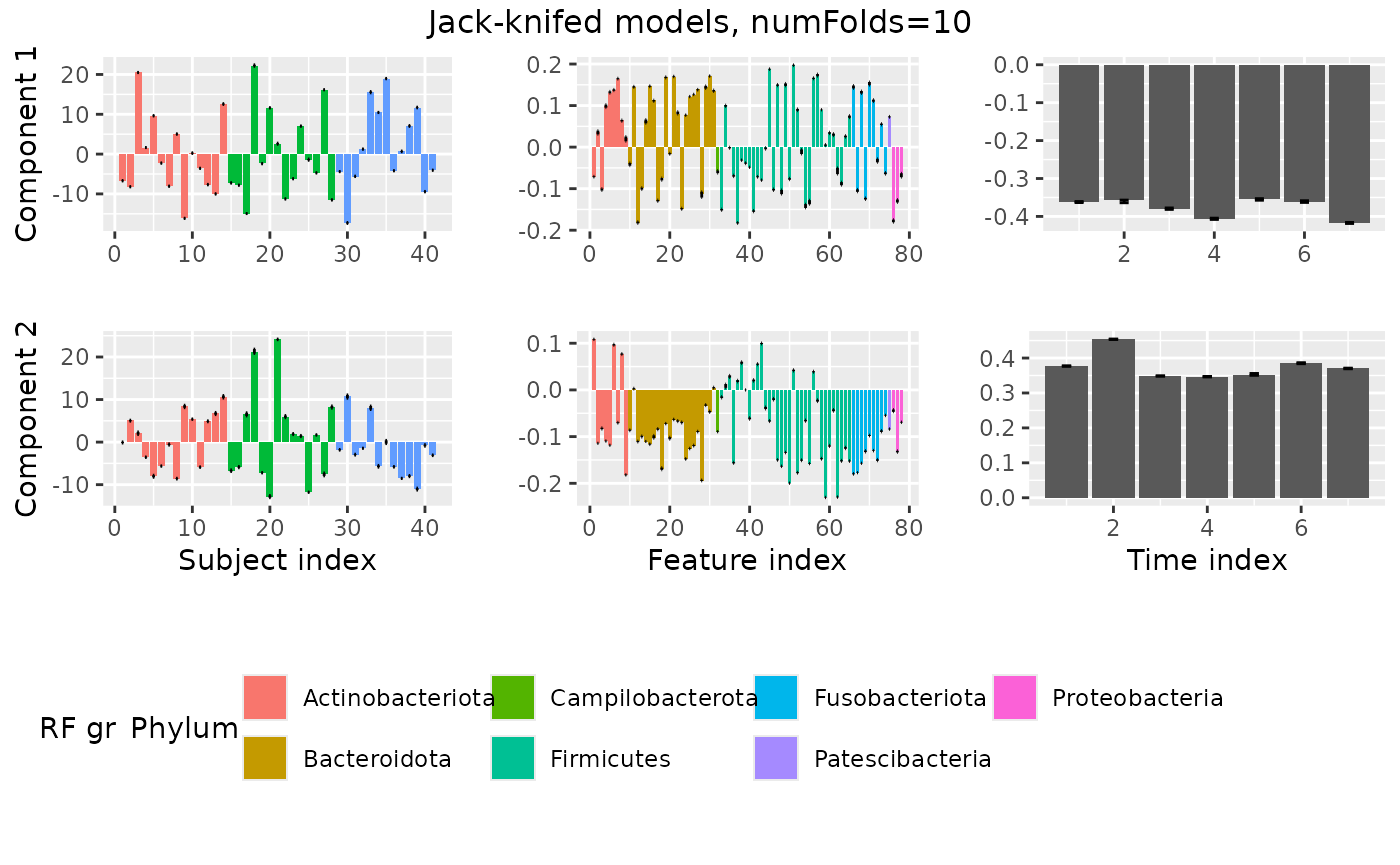 Jack-knifed models, numFolds=10
Component 1
20
10
0
-10
0 10 20 30 40
0.2
0.1
0.0
-0.1
-0.2
0 20 40 60 80
0.0
-0.1
-0.2
-0.3
-0.4
2 4 6
Component 2
20
10
0
-10
0 10 20 30 40
Subject index
0.1
0.0
-0.1
-0.2
0 20 40 60 80
Feature index
0.4
0.3
0.2
0.1
0.0
2 4 6
Time index
RF gr Phylum
Actinobacteriota Campilobacterota Fusobacteriota Proteobacteria
Bacteroidota Firmicutes Patescibacteria